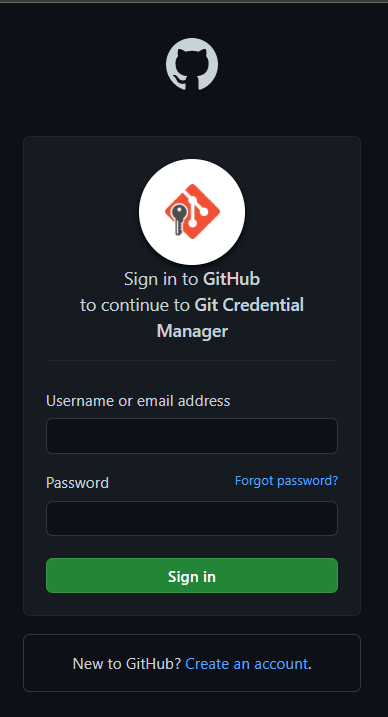 Sign in to GitHub
to continue to Git Credential
Manager
Username or email address
Password
Forgot password?
Sign in
New to GitHub? Create an account.